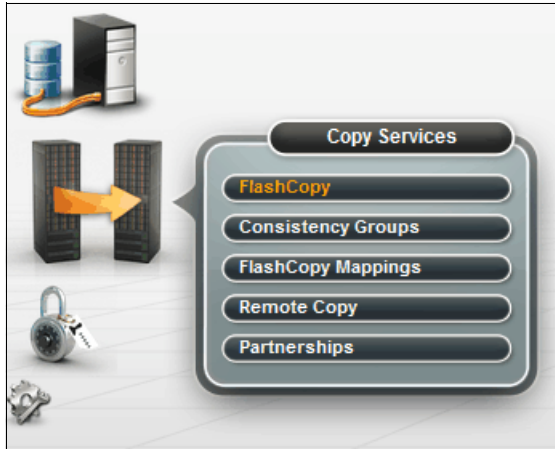 Copy Services
FlashCopy
Consistency Groups
FlashCopy Mappings
Remote Copy
Partnerships